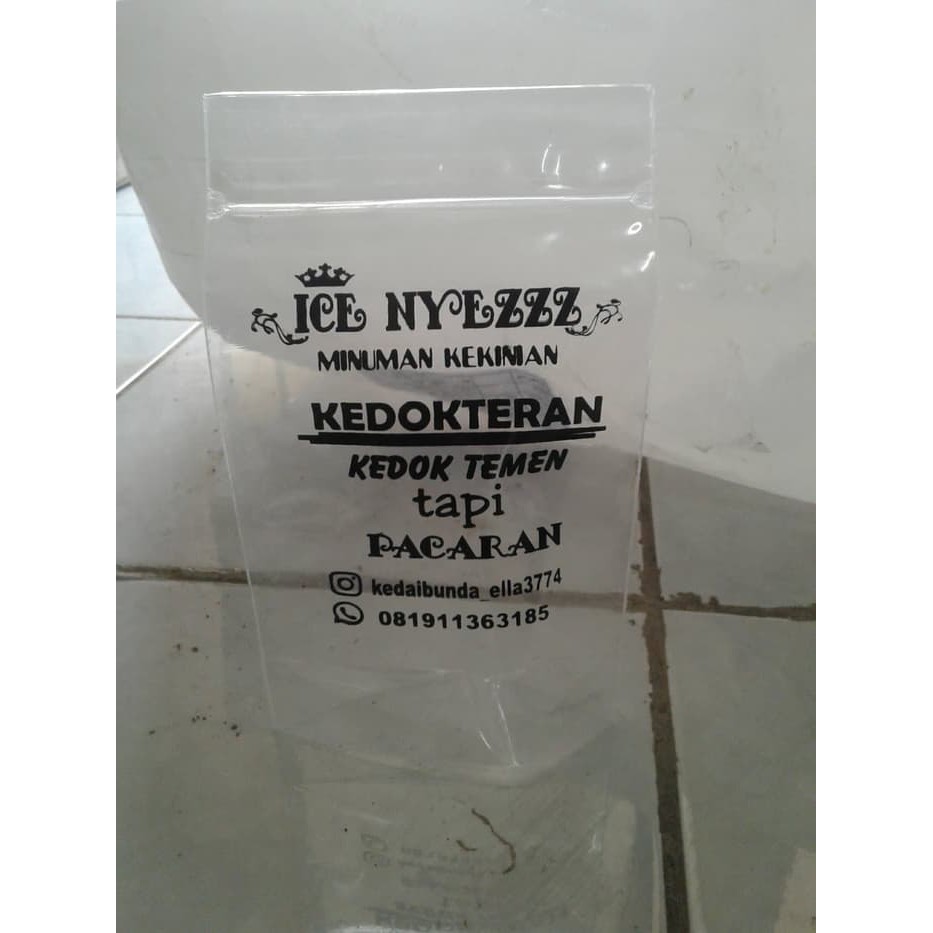 ICE NYEZZZ
MINUMAN KEKINIAN
KEDOKTERAN
KEDOK TEMEN
tapi
PACARAN
kedaibunda_ella3774
081911363185